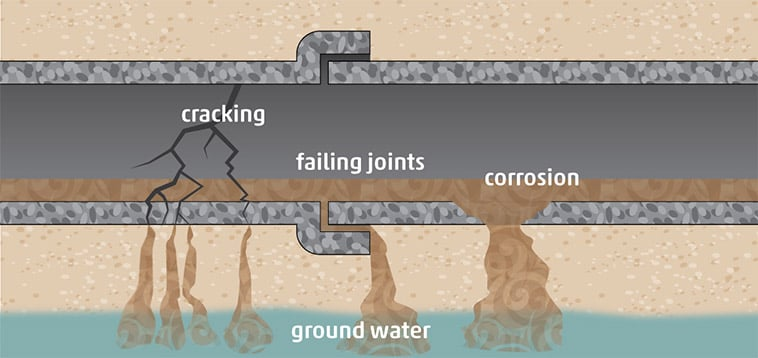 cracking
failing joints
corrosion
ground water